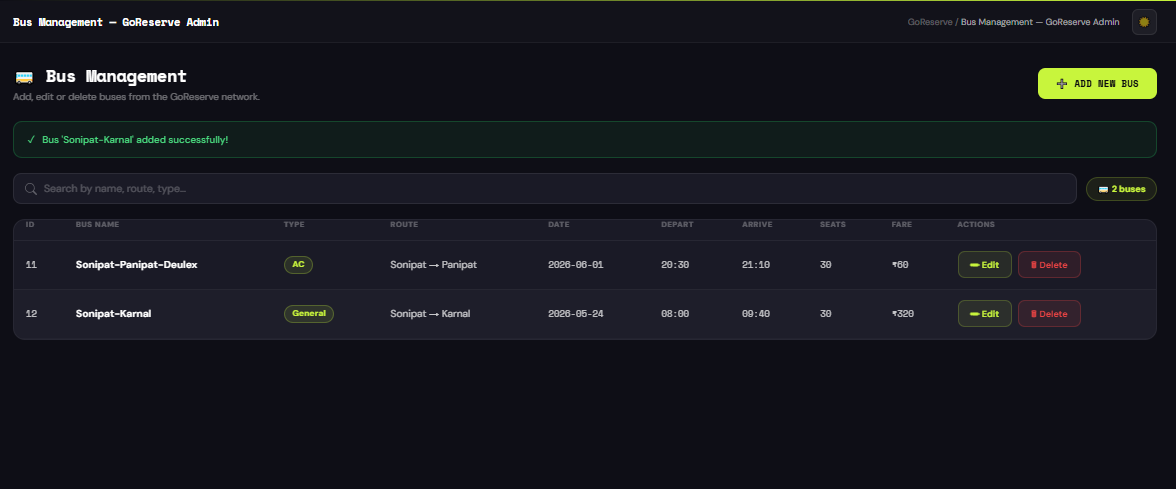 Bus Management — GoReserve Admin
GoReserve / Bus Management — GoReserve Admin
Bus Management
Add, edit or delete buses from the GoReserve network.
ADD NEW BUS
✓ Bus 'Sonipat-Karnal' added successfully!
Search by name, route, type...
2 buses
ID BUS NAME TYPE ROUTE DATE DEPART ARRIVE SEATS FARE ACTIONS
11 Sonipat-Panipat-Deulex AC Sonipat → Panipat 2026-06-01 20:30 21:10 30 ₹60 Edit Delete
12 Sonipat-Karnal General Sonipat → Karnal 2026-05-24 08:00 09:40 30 ₹320 Edit Delete